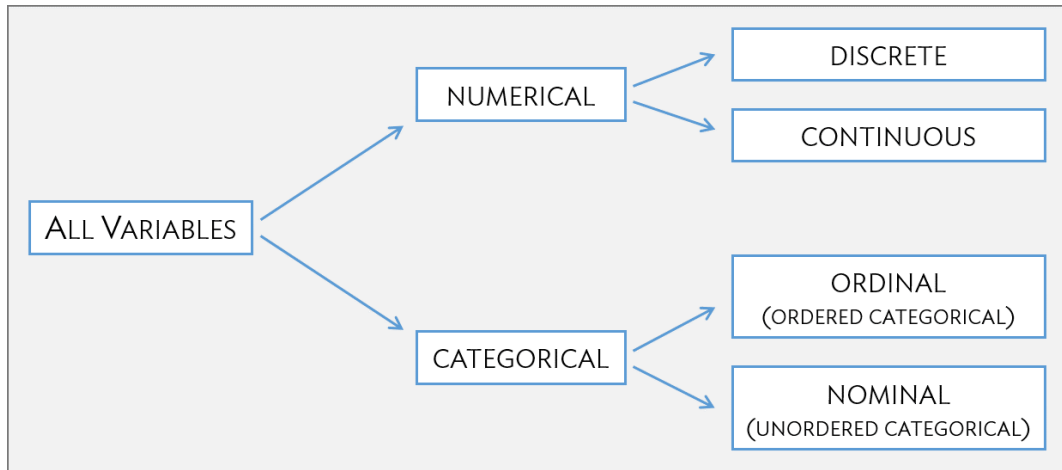 ALL VARIABLES
NUMERICAL
DISCRETE
CONTINUOUS
CATEGORICAL
ORDINAL
(ORDERED CATEGORICAL)
NOMINAL
(UNORDERED CATEGORICAL)